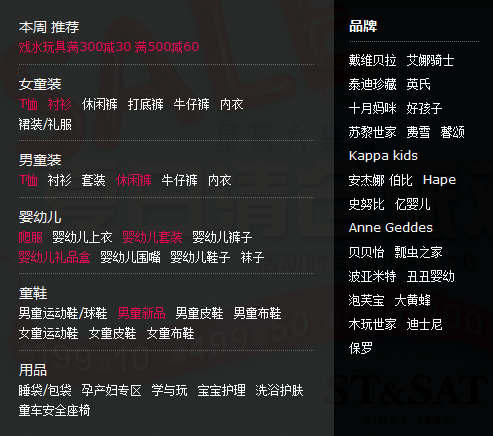 本周 推荐
戏水玩具满300减30 满500减60
女童装
T恤 衬衫 休闲裤 打底裤 牛仔裤 内衣
裙装/礼服
男童装
T恤 衬衫 套装 休闲裤 牛仔裤 内衣
婴幼儿
爬服 婴幼儿上衣 婴幼儿套装 婴幼儿裤子
婴幼儿礼品盒 婴幼儿围嘴 婴幼儿鞋子 袜子
童鞋
男童运动鞋/球鞋 男童新品 男童皮鞋 男童布鞋
女童运动鞋 女童皮鞋 女童布鞋
用品
睡袋/包袋 孕产妇专区 学与玩 宝宝护理 洗浴护肤
童车安全座椅
品牌
戴维贝拉 艾娜骑士
泰迪珍藏 英氏
十月妈咪 好孩子
苏黎世家 费雪 馨颂
Kappa kids
安杰娜 伯比 Hape
史努比 亿婴儿
Anne Geddes
贝贝怡 瓢虫之家
波亚米特 丑丑婴幼
泡芙宝 大黄蜂
木玩世家 迪士尼
保罗
ST&SAT